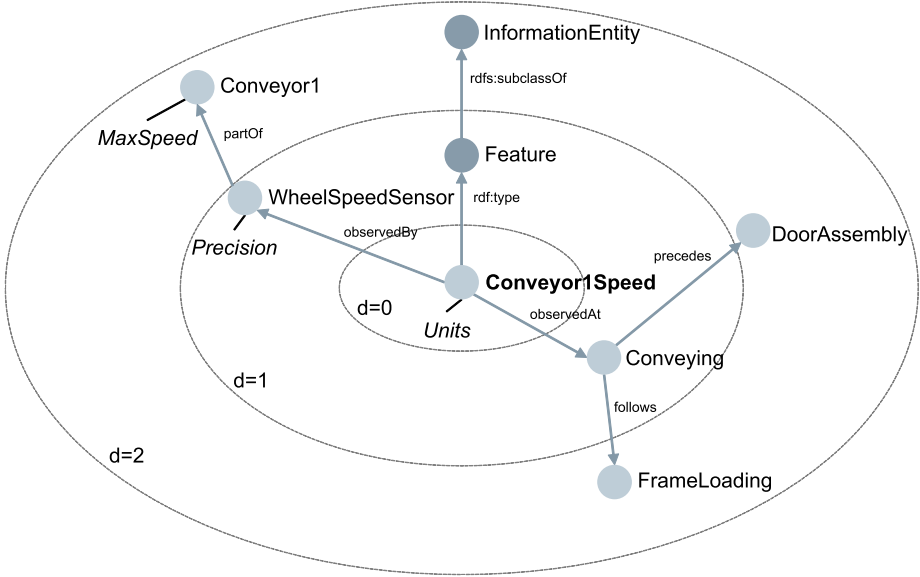 InformationEntity
rdfs:subclassOf
Conveyor1
MaxSpeed
partOf
Feature
WheelSpeedSensor
rdf:type
Precision
observedBy
DoorAssembly
precedes
Conveyor1Speed
d=0
observedAt
Units
Conveying
d=1
follows
d=2
FrameLoading